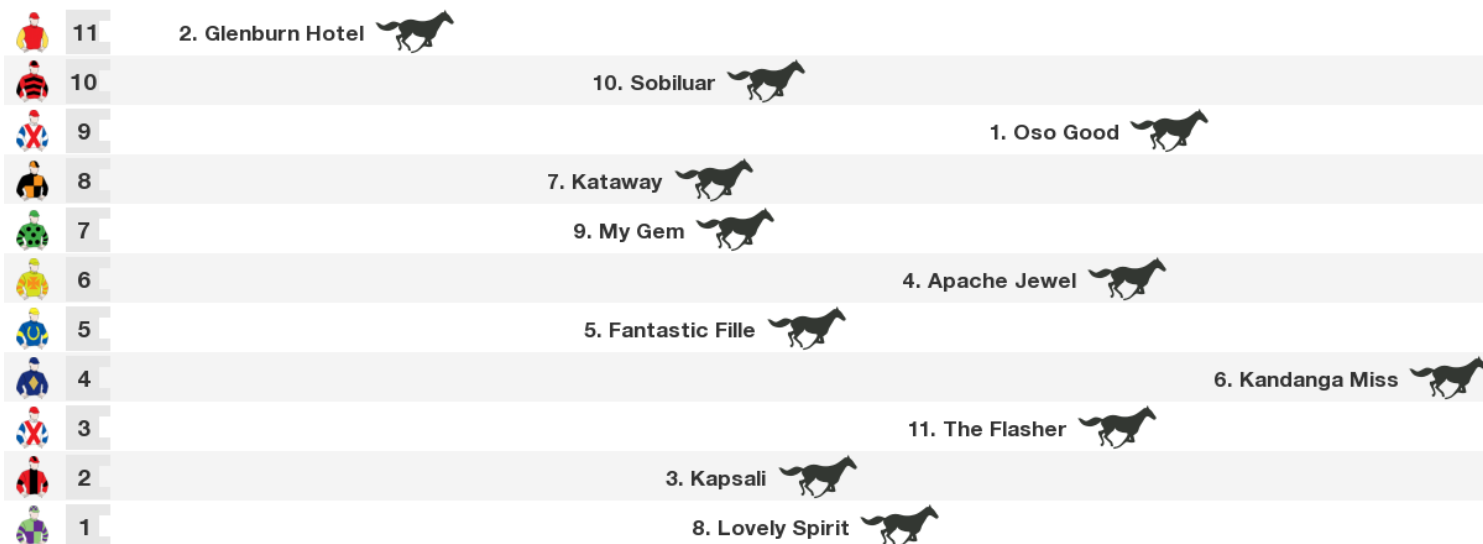 11 2. Glenburn Hotel
10 10. Sobiluar
9 1. Oso Good
8 7. Kataway
7 9. My Gem
6 4. Apache Jewel
5 5. Fantastic Fille
4 6. Kandanga Miss
3 11. The Flasher
2 3. Kapsali
1 8. Lovely Spirit